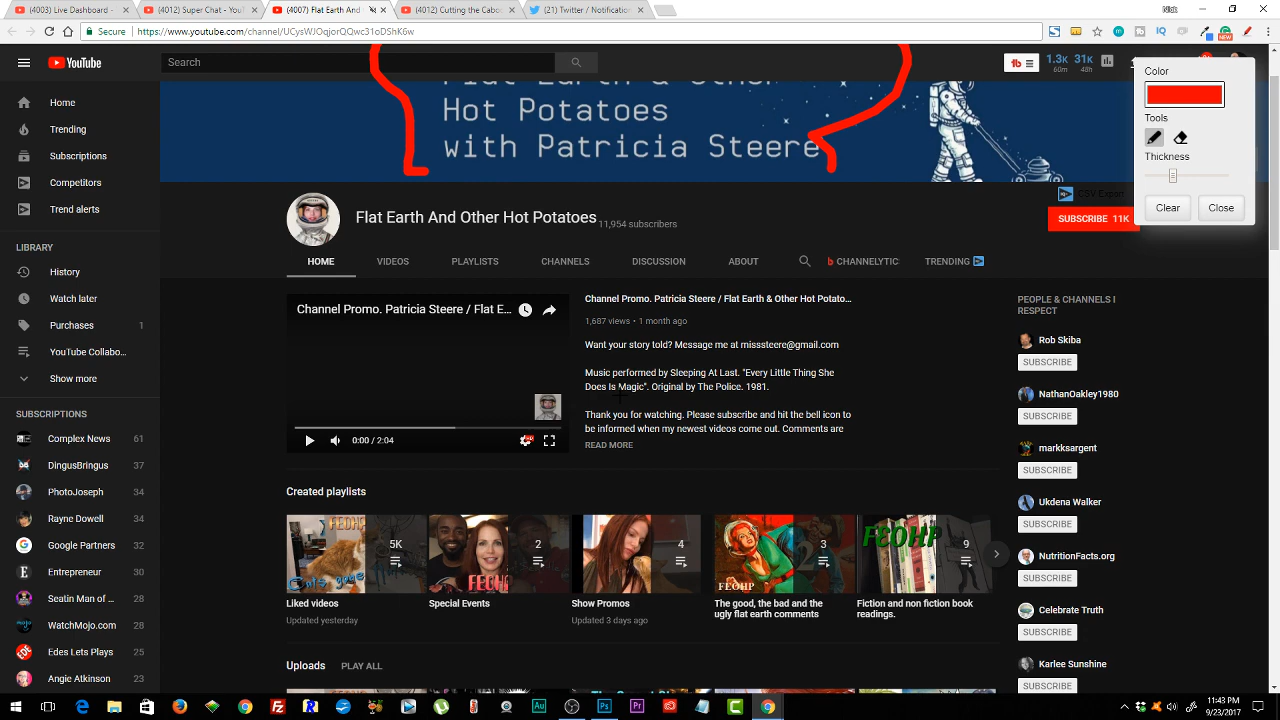 (4003) Live Dashboard -
(4012) Super Chat - You
(4007) Flat Earth And
(4012) Cutting the Cabo
(21) Twitter / Notification
Secure
https://www.youtube.com/channel/UCysWJOqjorQQwc31oDShK6w
YouTube
Search
1.3K
60m
31K
48h
Flat Earth & Other
Hot Potatoes
with Patricia Steere
Color
Tools
Thickness
Clear
Close
Home
Trending
Subscriptions
Competitors
Trend alerts
LIBRARY
History
Watch later
Purchases 1
YouTube Collabo...
Show more
SUBSCRIPTIONS
Complex News 61
DingusBringus 37
PhotoJoseph 34
Rayne Dowell 34
Google Partners 32
Entrepreneur 30
Seatin Man of ... 28
WatchMojo.com 28
Edes Lets Plays 25
Angie Atkinson 23
Flat Earth And Other Hot Potatoes
11,954 subscribers
CSV Export
SUBSCRIBE 11K
HOME
VIDEOS
PLAYLISTS
CHANNELS
DISCUSSION
ABOUT
CHANNELYTIC
TRENDING
Channel Promo. Patricia Steere / Flat E...
0:00 / 2:04
Channel Promo. Patricia Steere / Flat Earth & Other Hot Potato...
1,687 views • 1 month ago
Want your story told? Message me at misssteere@gmail.com
Music performed by Sleeping At Last. "Every Little Thing She
Does Is Magic". Original by The Police. 1981.
Thank you for watching. Please subscribe and hit the bell icon to
be informed when my newest videos come out. Comments are
READ MORE
PEOPLE & CHANNELS I
RESPECT
Rob Skiba
SUBSCRIBE
NathanOakley1980
SUBSCRIBE
markksargent
SUBSCRIBE
Ukdena Walker
SUBSCRIBE
NutritionFacts.org
SUBSCRIBE
Celebrate Truth
SUBSCRIBE
Karlee Sunshine
SUBSCRIBE
Created playlists
FEOHP
5K
Liked videos
Updated yesterday
2
Special Events
4
Show Promos
Updated 3 days ago
FEOHP
3
The good, the bad and the
ugly flat earth comments
FEOHP
9
Fiction and non fiction book
readings.
Uploads
PLAY ALL
11:43 PM
9/23/2017